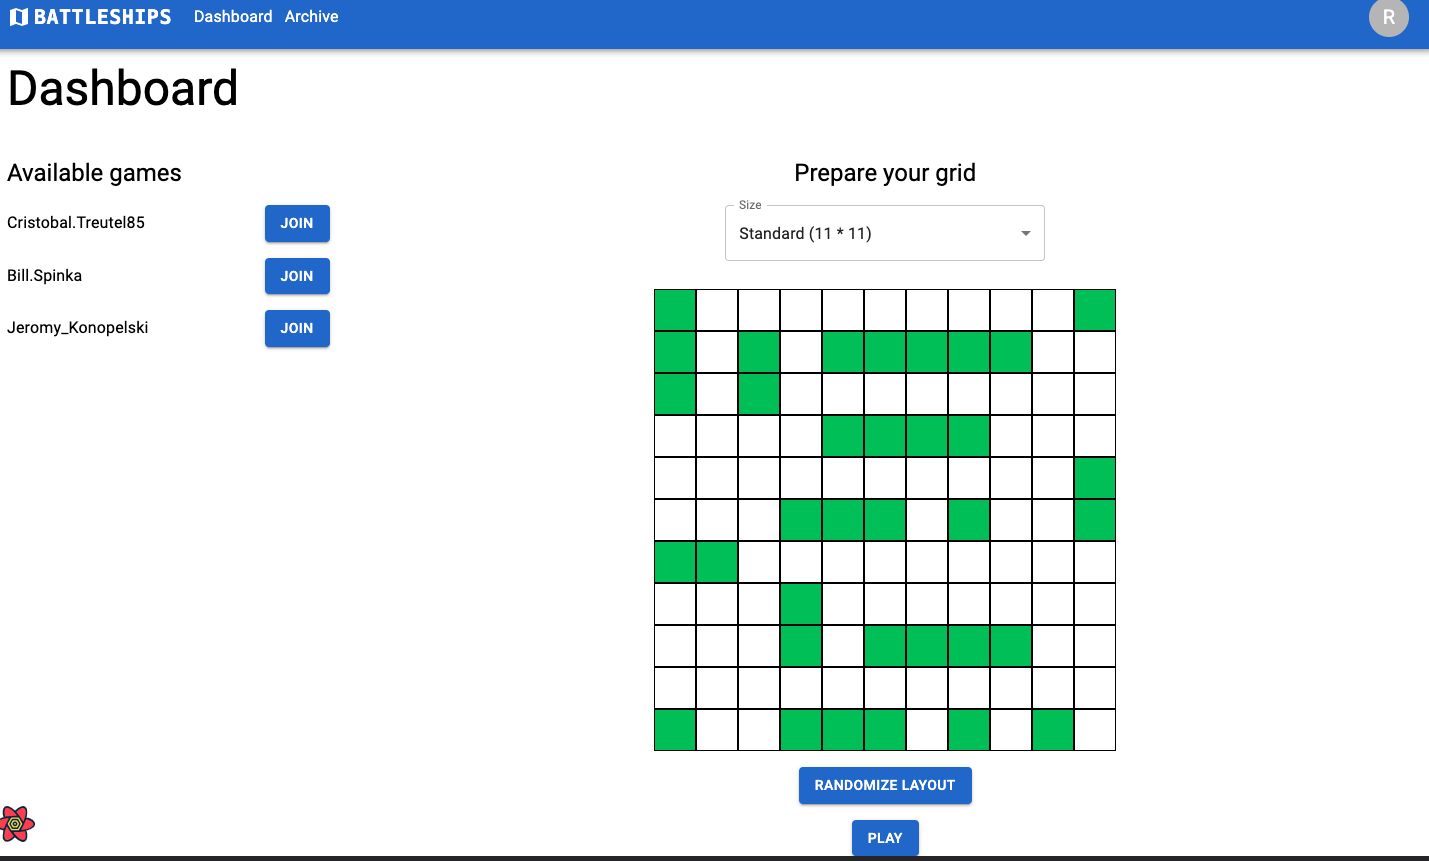 BATTLESHIPS Dashboard Archive R
Dashboard
Available games
Cristobal.Treutel85 JOIN
Bill.Spinka JOIN
Jeromy_Konopelski JOIN
Prepare your grid
Size
Standard (11 * 11)
RANDOMIZE LAYOUT
PLAY